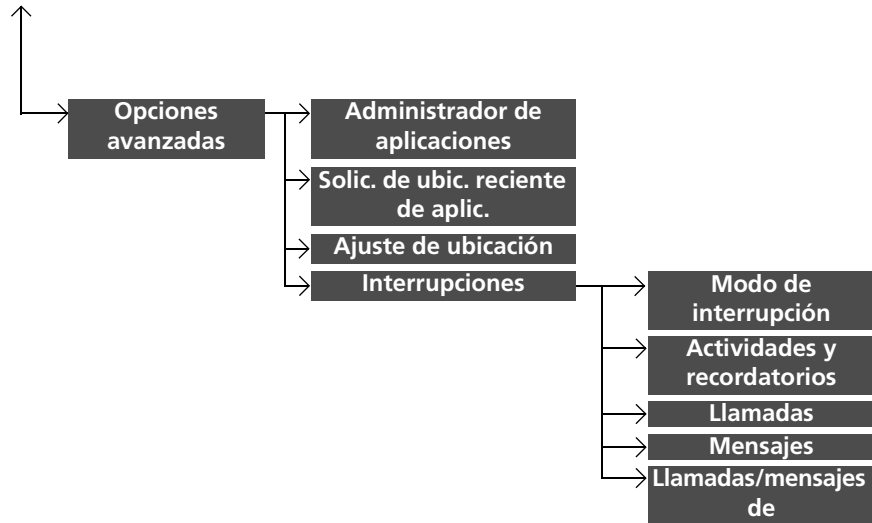 Opciones
avanzadas
Administrador de
aplicaciones
Solic. de ubic. reciente
de aplic.
Ajuste de ubicación
Interrupciones
Modo de
interrupción
Actividades y
recordatorios
Llamadas
Mensajes
Llamadas/mensajes
de